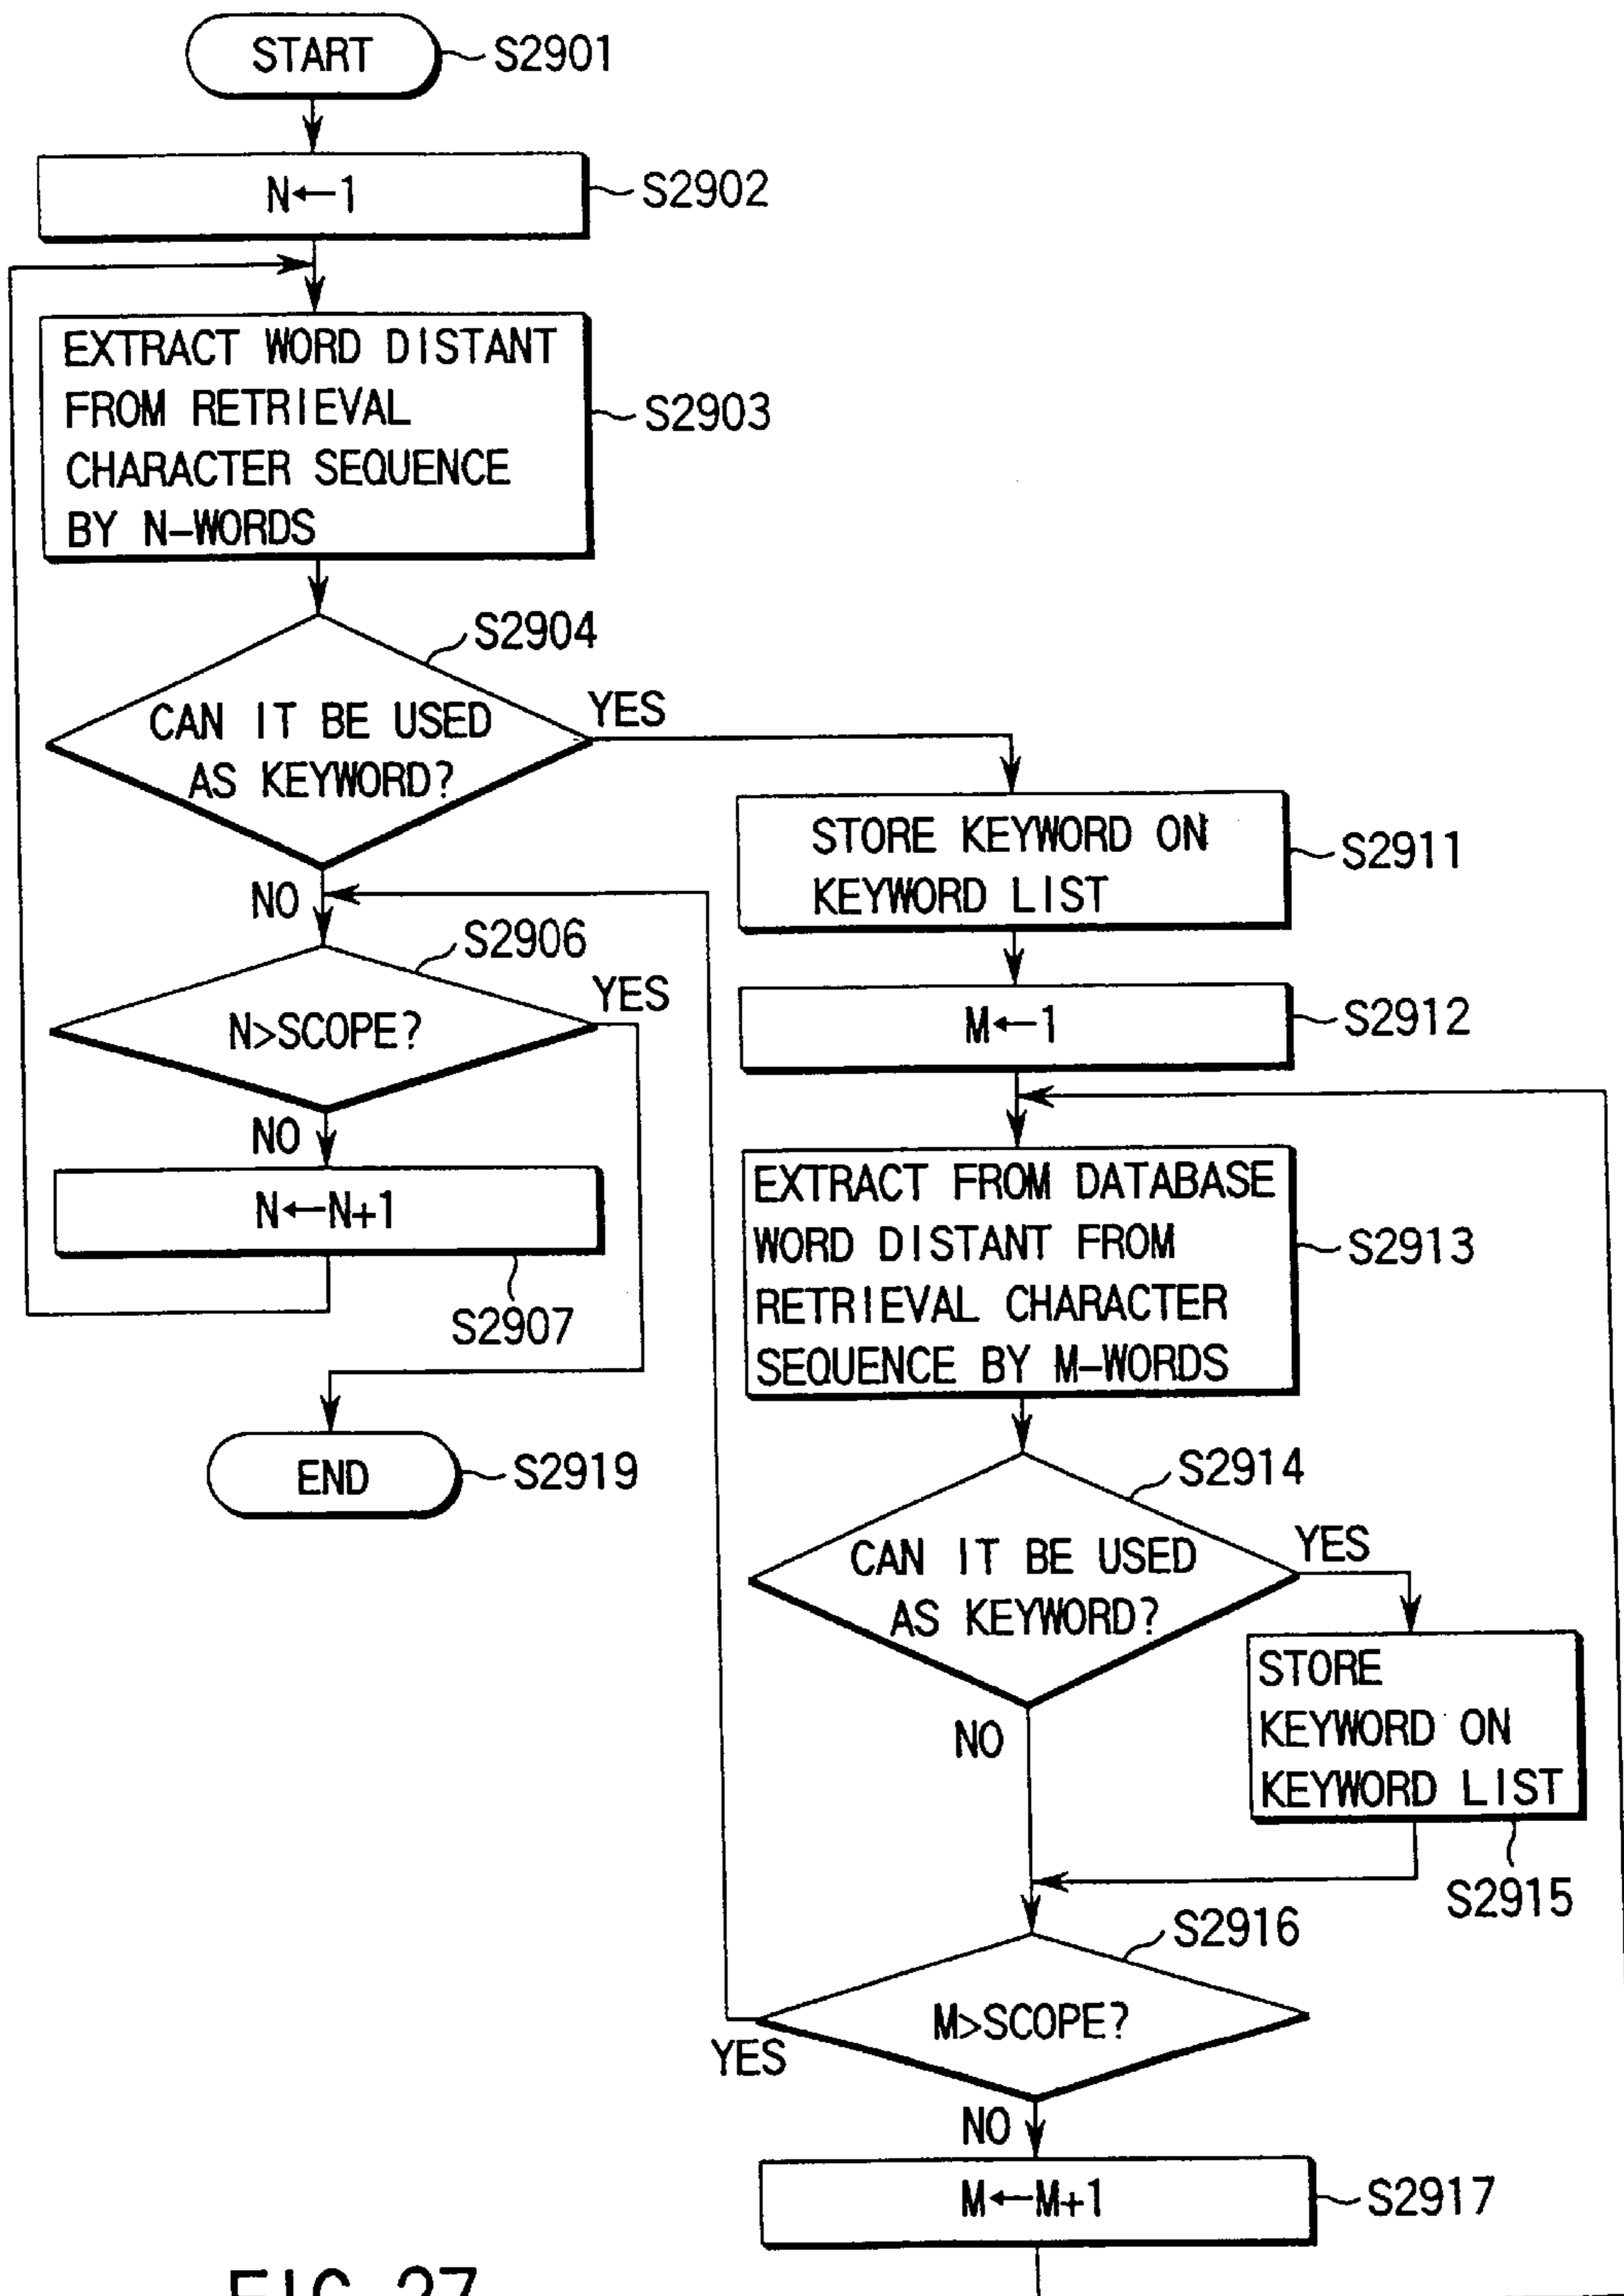 START
S2901
N←1
S2902
EXTRACT WORD DISTANT
FROM RETRIEVAL
CHARACTER SEQUENCE
BY N-WORDS
S2903
S2904
CAN IT BE USED
AS KEYWORD?
YES
NO
S2906
N>SCOPE?
YES
NO
N←N+1
S2907
END
S2919
STORE KEYWORD ON
KEYWORD LIST
S2911
M←1
S2912
EXTRACT FROM DATABASE
WORD DISTANT FROM
RETRIEVAL CHARACTER
SEQUENCE BY M-WORDS
S2913
S2914
CAN IT BE USED
AS KEYWORD?
YES
NO
STORE
KEYWORD ON
KEYWORD LIST
S2915
S2916
M>SCOPE?
YES
NO
M←M+1
S2917
FIG. 27